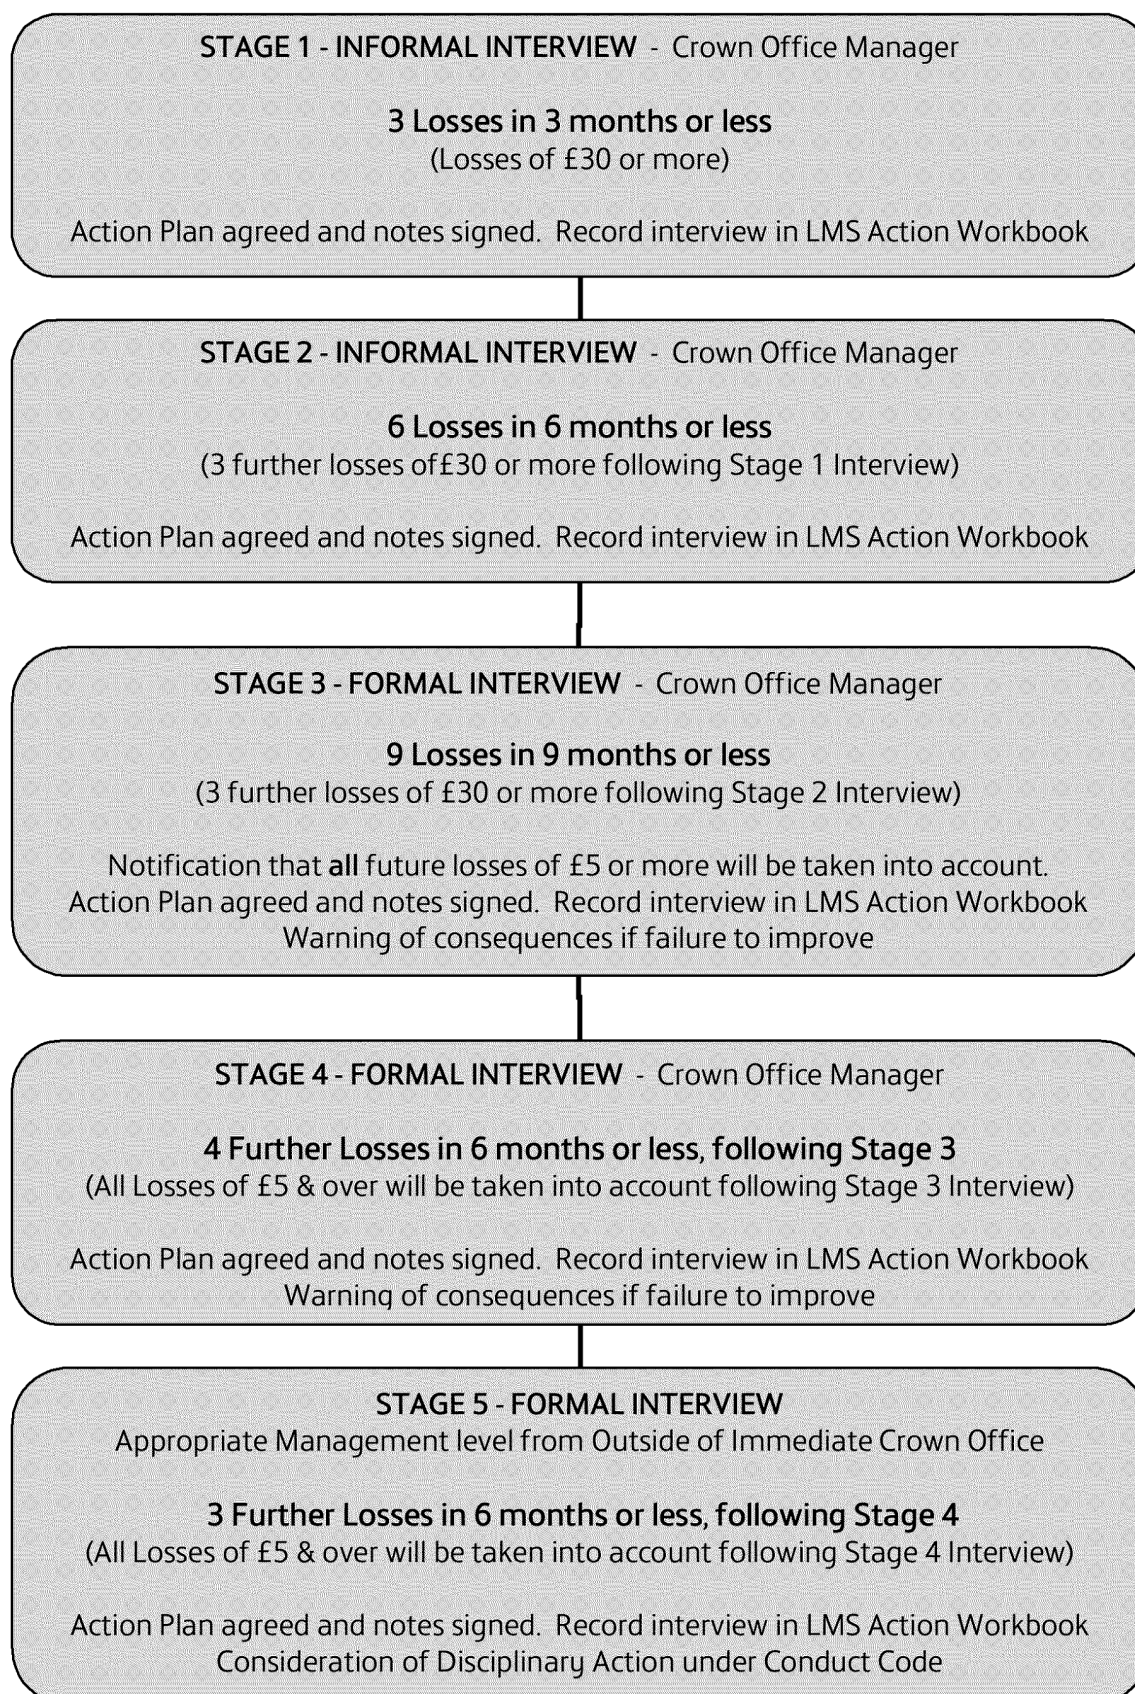 STAGE 1 - INFORMAL INTERVIEW - Crown Office Manager
3 Losses in 3 months or less
(Losses of £30 or more)
Action Plan agreed and notes signed. Record interview in LMS Action Workbook
STAGE 2 - INFORMAL INTERVIEW - Crown Office Manager
6 Losses in 6 months or less
(3 further losses of£30 or more following Stage 1 Interview)
Action Plan agreed and notes signed. Record interview in LMS Action Workbook
STAGE 3 - FORMAL INTERVIEW - Crown Office Manager
9 Losses in 9 months or less
(3 further losses of £30 or more following Stage 2 Interview)
Notification that all future losses of £5 or more will be taken into account.
Action Plan agreed and notes signed. Record interview in LMS Action Workbook
Warning of consequences if failure to improve
STAGE 4 - FORMAL INTERVIEW - Crown Office Manager
4 Further Losses in 6 months or less, following Stage 3
(All Losses of £5 & over will be taken into account following Stage 3 Interview)
Action Plan agreed and notes signed. Record interview in LMS Action Workbook
Warning of consequences if failure to improve
STAGE 5 - FORMAL INTERVIEW
Appropriate Management level from Outside of Immediate Crown Office
3 Further Losses in 6 months or less, following Stage 4
(All Losses of £5 & over will be taken into account following Stage 4 Interview)
Action Plan agreed and notes signed. Record interview in LMS Action Workbook
Consideration of Disciplinary Action under Conduct Code